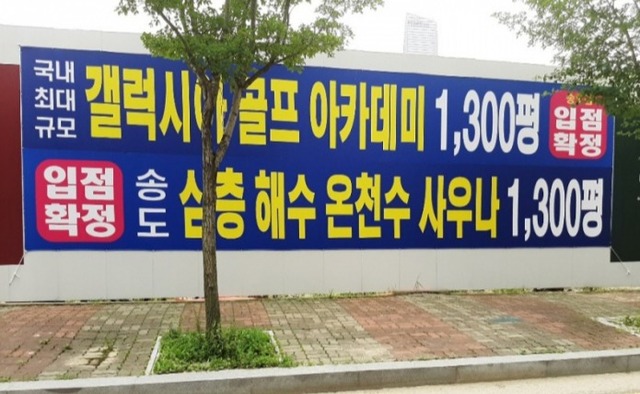 국내 최대 규모 갤럭시아 골프 아카데미 1,300평 입점 확정
입점 확정 송도 심층 해수 온천수 사우나 1,300평